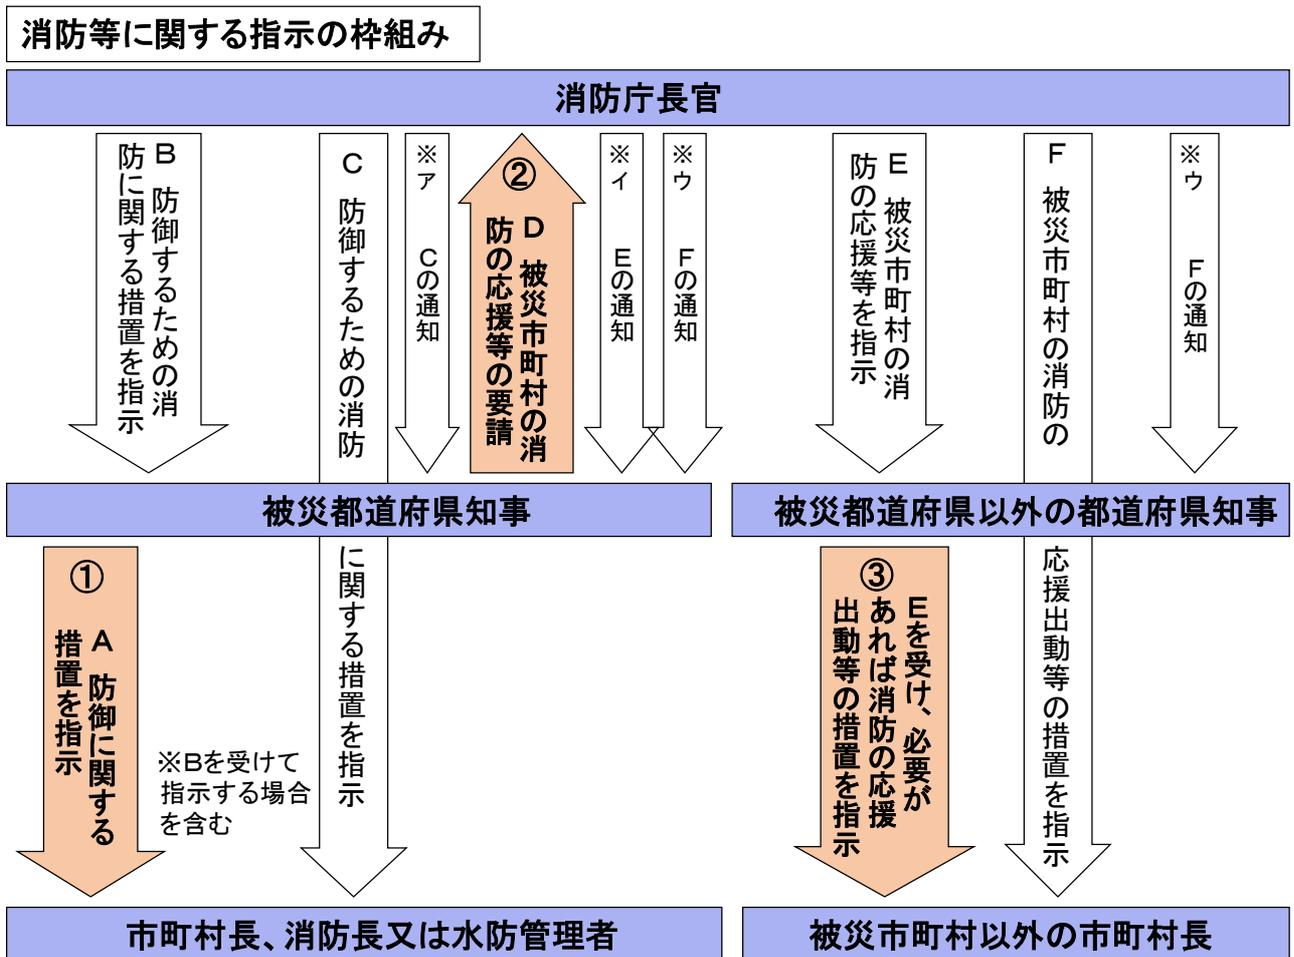 消防等に関する指示の枠組み
消防庁長官
B 防御するための消
防に関する措置を指示
C 防御するための消防
に関する措置を指示
※ア Cの通知
②
D 被災市町村の消
防の応援等の要請
※イ Eの通知
※ウ Fの通知
E 被災市町村の消
防の応援等を指示
F 被災市町村の消防の
応援出動等の措置を指示
※ウ Fの通知
被災都道府県知事
被災都道府県以外の都道府県知事
①
A 防御に関する
措置を指示
※Bを受けて
指示する場合
を含む
③
Eを受け、必要が
あれば消防の応援
出動等の措置を指示
市町村長、消防長又は水防管理者
被災市町村以外の市町村長